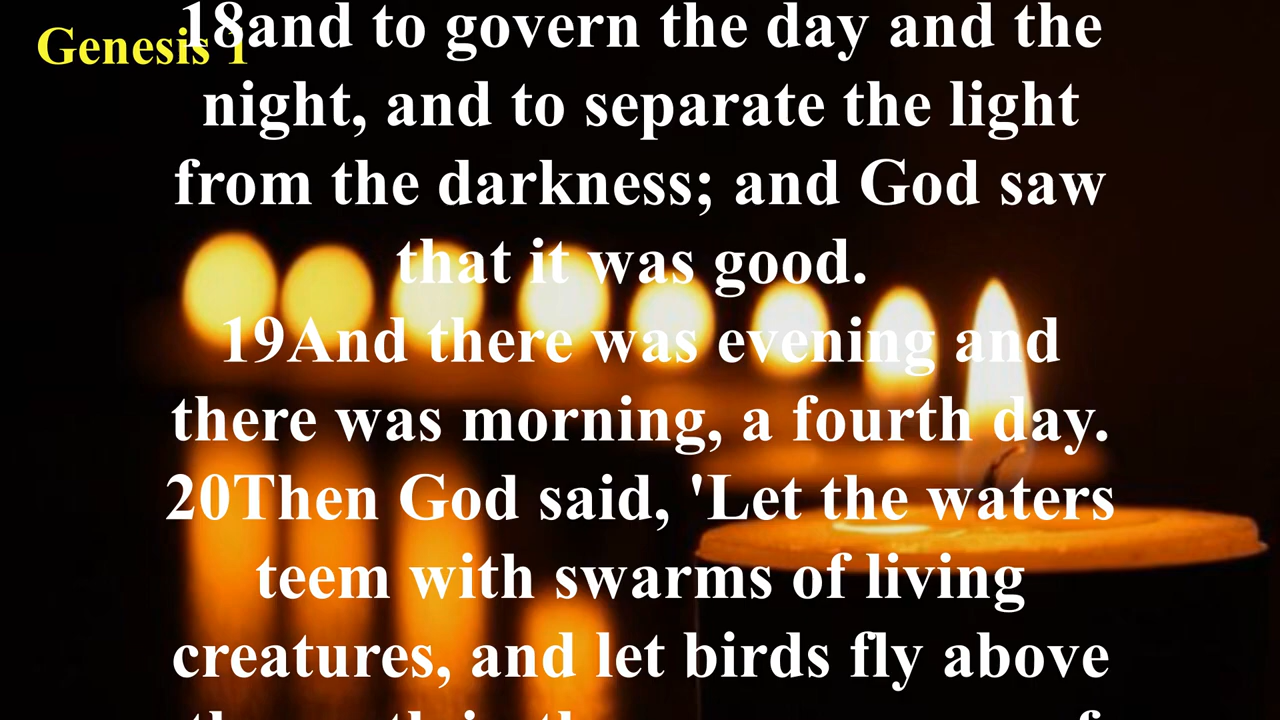 Genesis 1
18and to govern the day and the
night, and to separate the light
from the darkness; and God saw
that it was good.
19And there was evening and
there was morning, a fourth day.
20Then God said, 'Let the waters
teem with swarms of living
creatures, and let birds fly above